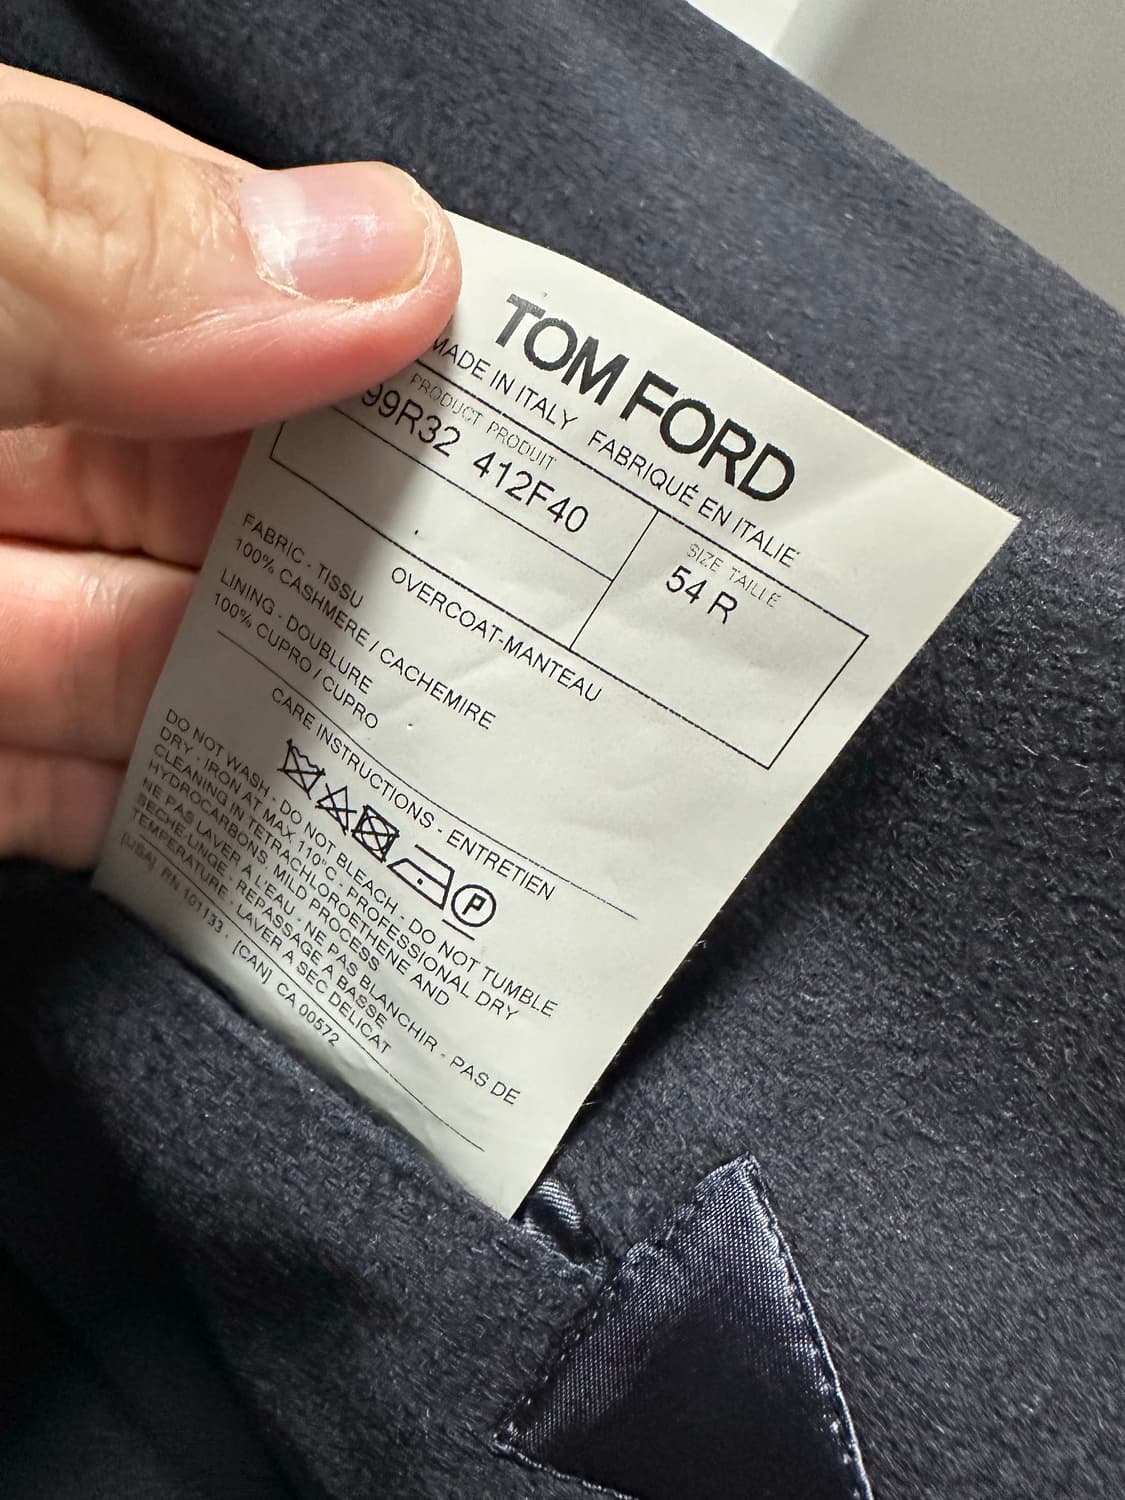 TOM FORD
MADE IN ITALY FABRIQUÉ EN ITALIE
PRODUCT PRODUIT
99R32 412F40
SIZE TAILLE
54 R
OVERCOAT-MANTEAU
FABRIC - TISSU
100% CASHMERE / CACHEMIRE
LINING - DOUBLURE
100% CUPRO / CUPRO
CARE INSTRUCTIONS - ENTRETIEN
P
DO NOT WASH - DO NOT BLEACH - DO NOT TUMBLE
DRY - IRON AT MAX 110°C - PROFESSIONAL DRY
CLEANING IN TETRACHLOROETHENE AND
HYDROCARBONS, MILD PROCESS
NE PAS LAVER A L'EAU - NE PAS BLANCHIR - PAS DE
SECHE-LINGE - REPASSAGE A BASSE
TEMPERATURE - LAVER A SEC DELICAT
[USA] RN 101133 - [CAN] CA 00572